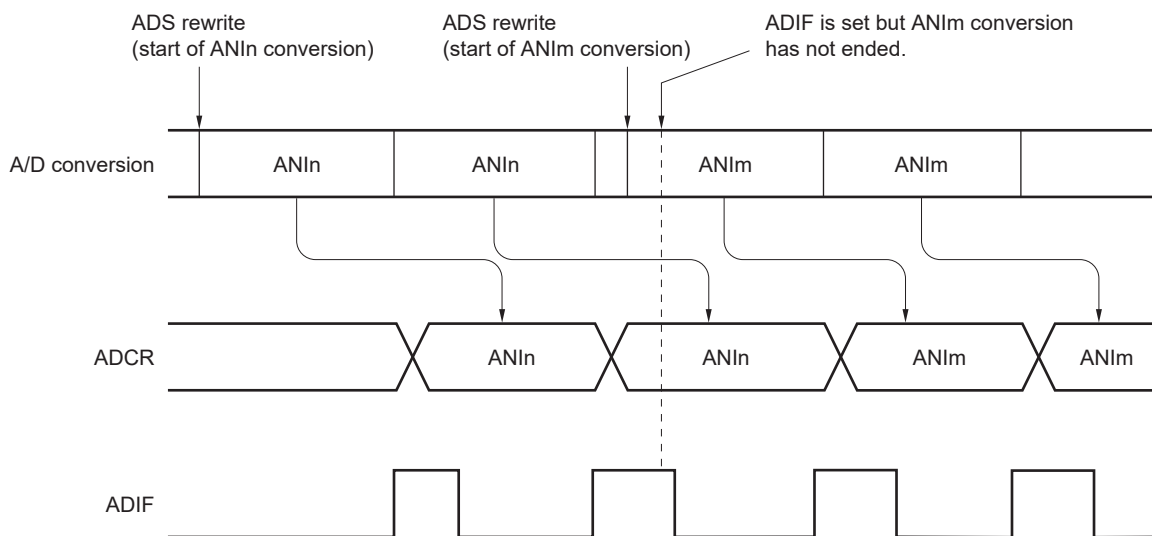 ADS rewrite
(start of ANIn conversion)
ADS rewrite
(start of ANIm conversion)
ADIF is set but ANIm conversion
has not ended.
A/D conversion
ANIn
ANIn
ANIm
ANIm
ADCR
ANIn
ANIn
ANIm
ANIm
ADIF